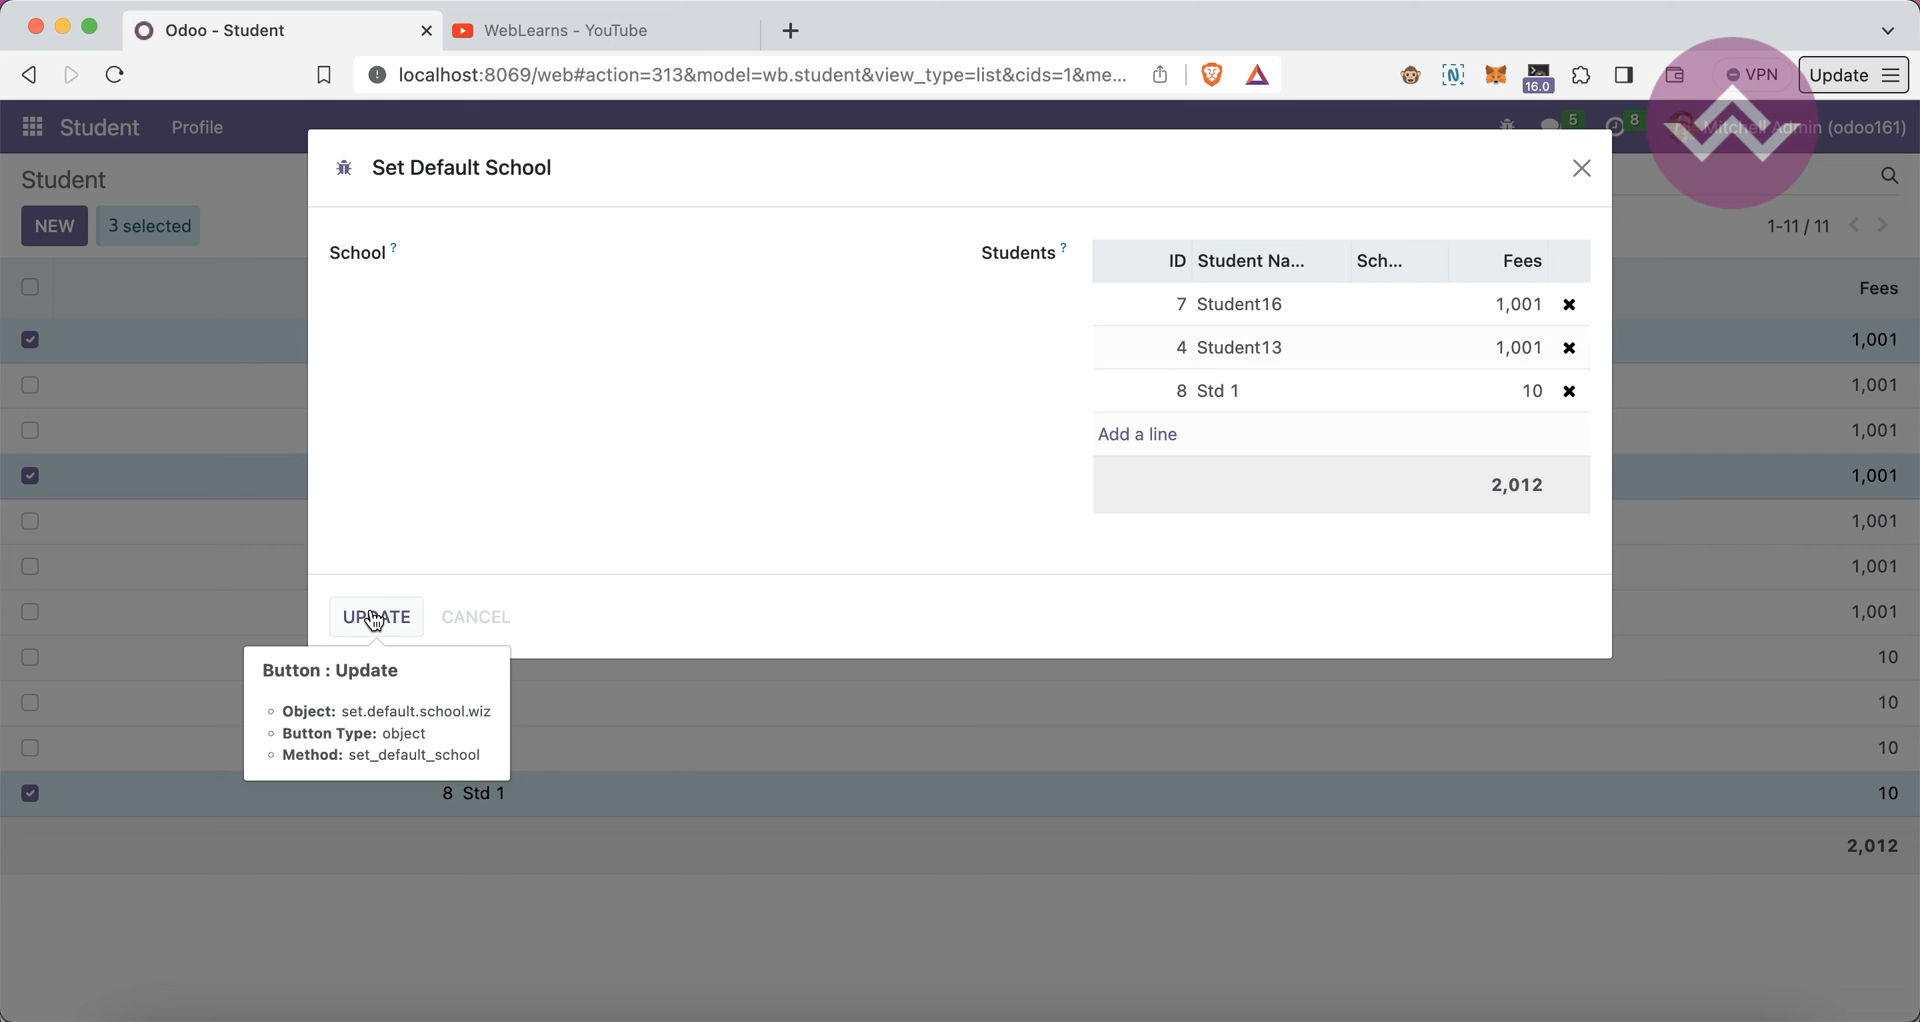 Odoo - Student
WebLearns - YouTube
localhost:8069/web#action=313&model=wb.student&view_type=list&cids=1&me...
16.0
VPN
Update
Student
Profile
5
8
Mitchell Admin (odoo161)
Set Default School
Student
NEW
3 selected
1-11 / 11
School ?
Students ?
ID Student Na... Sch... Fees
7 Student16 1,001
4 Student13 1,001
8 Std 1 10
Add a line
2,012
Fees
1,001
1,001
1,001
1,001
1,001
1,001
1,001
10
10
10
UPDATE
CANCEL
Button : Update
Object: set.default.school.wiz
Button Type: object
Method: set_default_school
8 Std 1 10
2,012